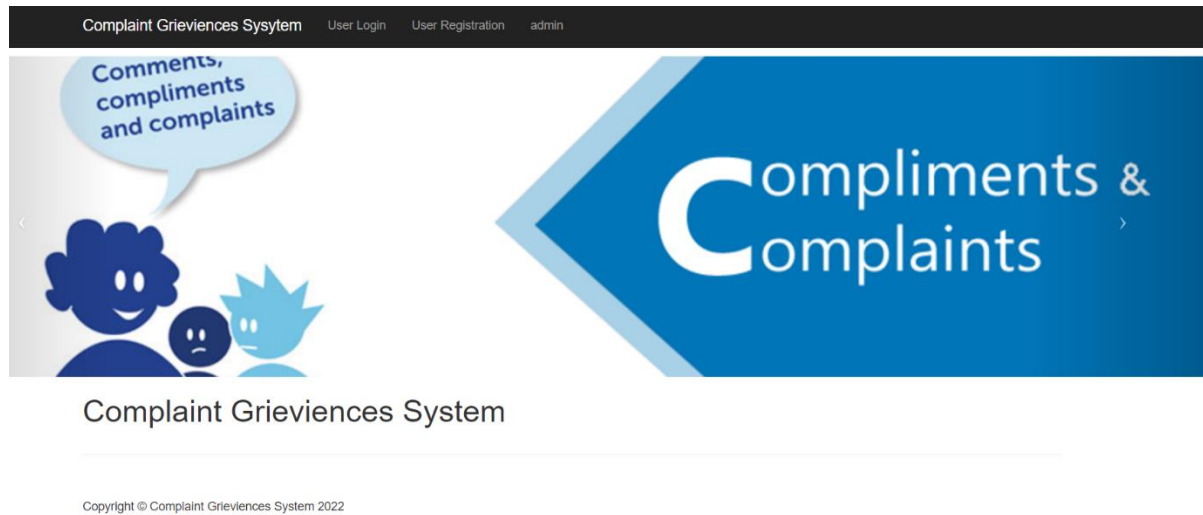 Complaint Grieviences Sysytem User Login User Registration admin
Comments,
compliments
and complaints
Compliments &
Complaints
Complaint Grieviences System
Copyright © Complaint Grieviences System 2022